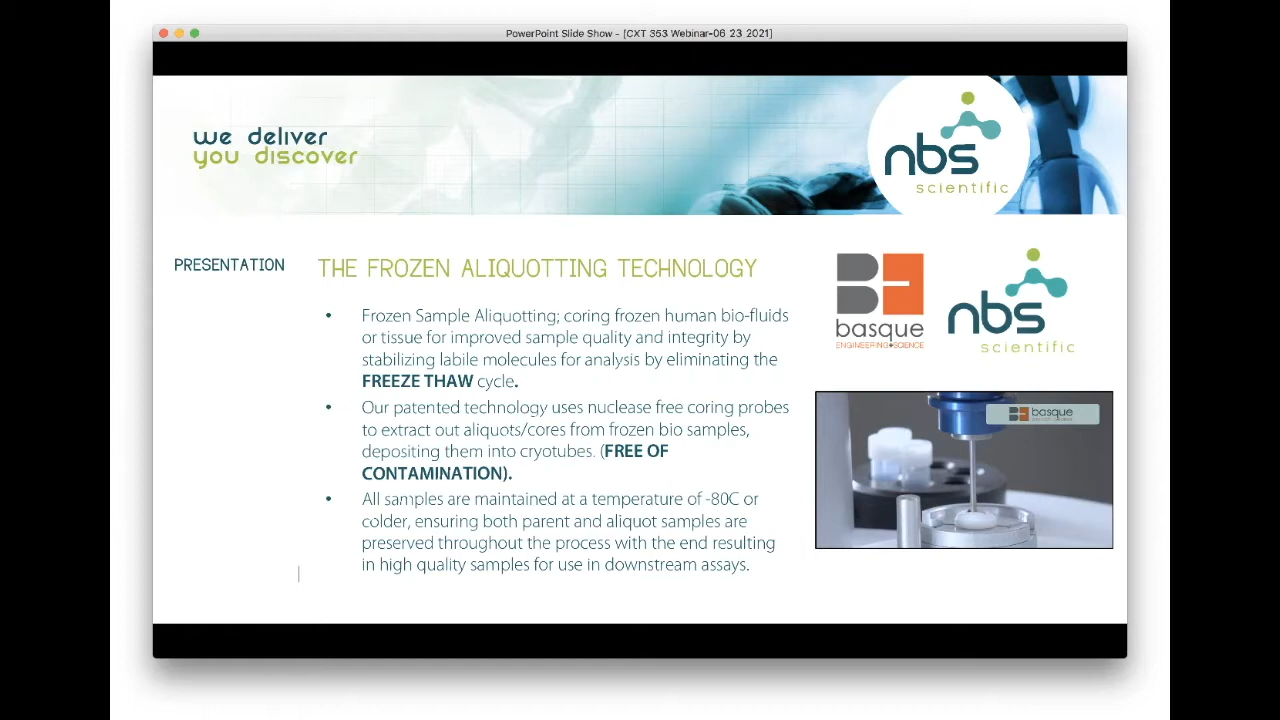 PowerPoint Slide Show - [CXT 353 Webinar-06 23 2021]
we deliver
you discover
nbs
scientific
PRESENTATION
THE FROZEN ALIQUOTTING TECHNOLOGY
• Frozen Sample Aliquotting; coring frozen human bio-fluids
or tissue for improved sample quality and integrity by
stabilizing labile molecules for analysis by eliminating the
FREEZE THAW cycle.
• Our patented technology uses nuclease free coring probes
to extract out aliquots/cores from frozen bio samples,
depositing them into cryotubes. (FREE OF
CONTAMINATION).
• All samples are maintained at a temperature of -80C or
colder, ensuring both parent and aliquot samples are
preserved throughout the process with the end resulting
in high quality samples for use in downstream assays.
basque
ENGINEERING+SCIENCE
nbs
scientific
basque